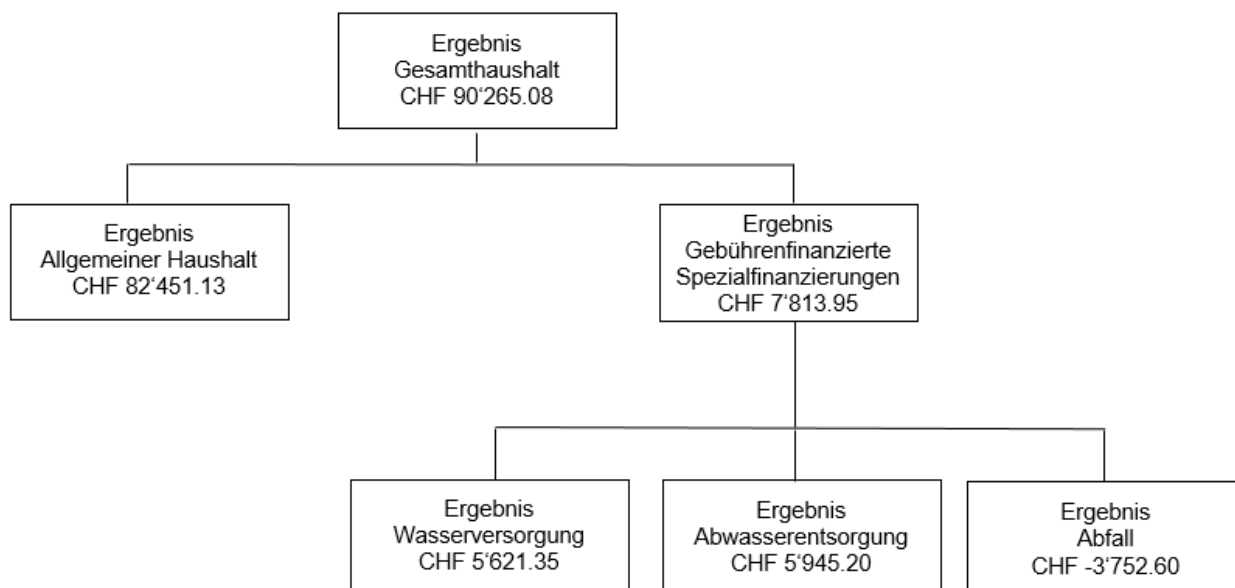 Ergebnis
Gesamthaushalt
CHF 90‘265.08
Ergebnis
Allgemeiner Haushalt
CHF 82‘451.13
Ergebnis
Gebührenfinanzierte
Spezialfinanzierungen
CHF 7‘813.95
Ergebnis
Wasserversorgung
CHF 5‘621.35
Ergebnis
Abwasserentsorgung
CHF 5‘945.20
Ergebnis
Abfall
CHF -3‘752.60